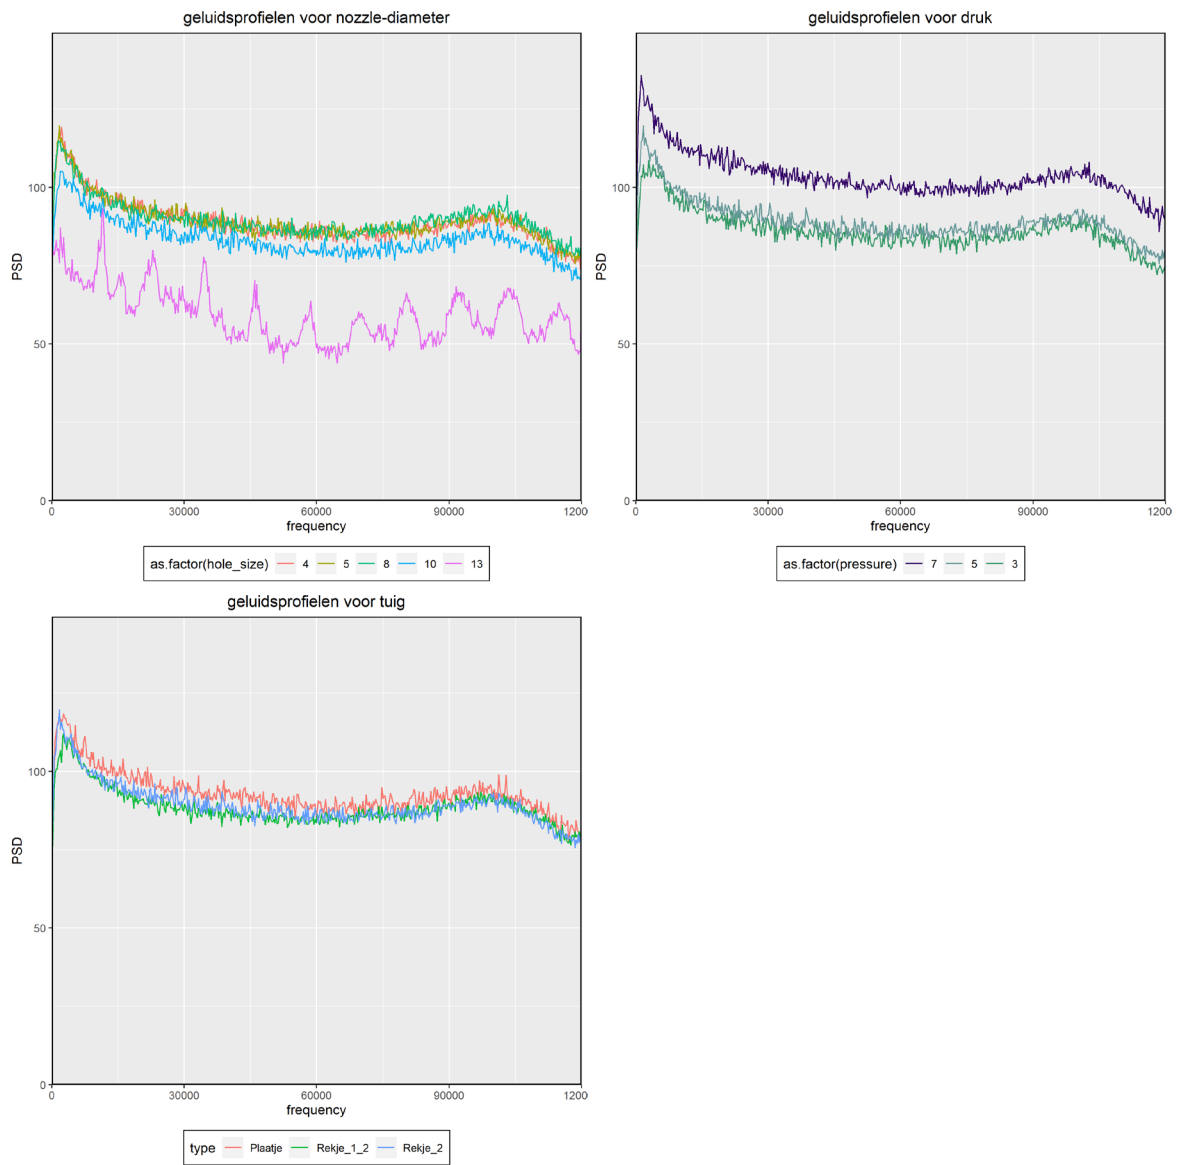 geluidsprofielen voor nozzle-diameter
PSD
100
50
0
0 30000 60000 90000 1200
frequency
as.factor(hole_size) 4 5 8 10 13
geluidsprofielen voor druk
PSD
100
50
0
0 30000 60000 90000 1200
frequency
as.factor(pressure) 7 5 3
geluidsprofielen voor tuig
PSD
100
50
0
0 30000 60000 90000 1200
frequency
type Plaatje Rekje_1_2 Rekje_2